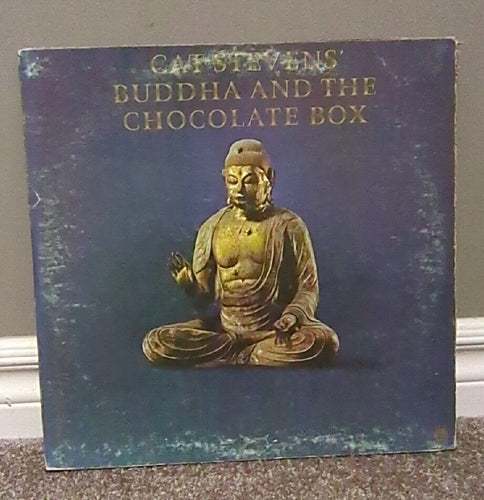 CAT STEVENS'
BUDDHA AND THE
CHOCOLATE BOX